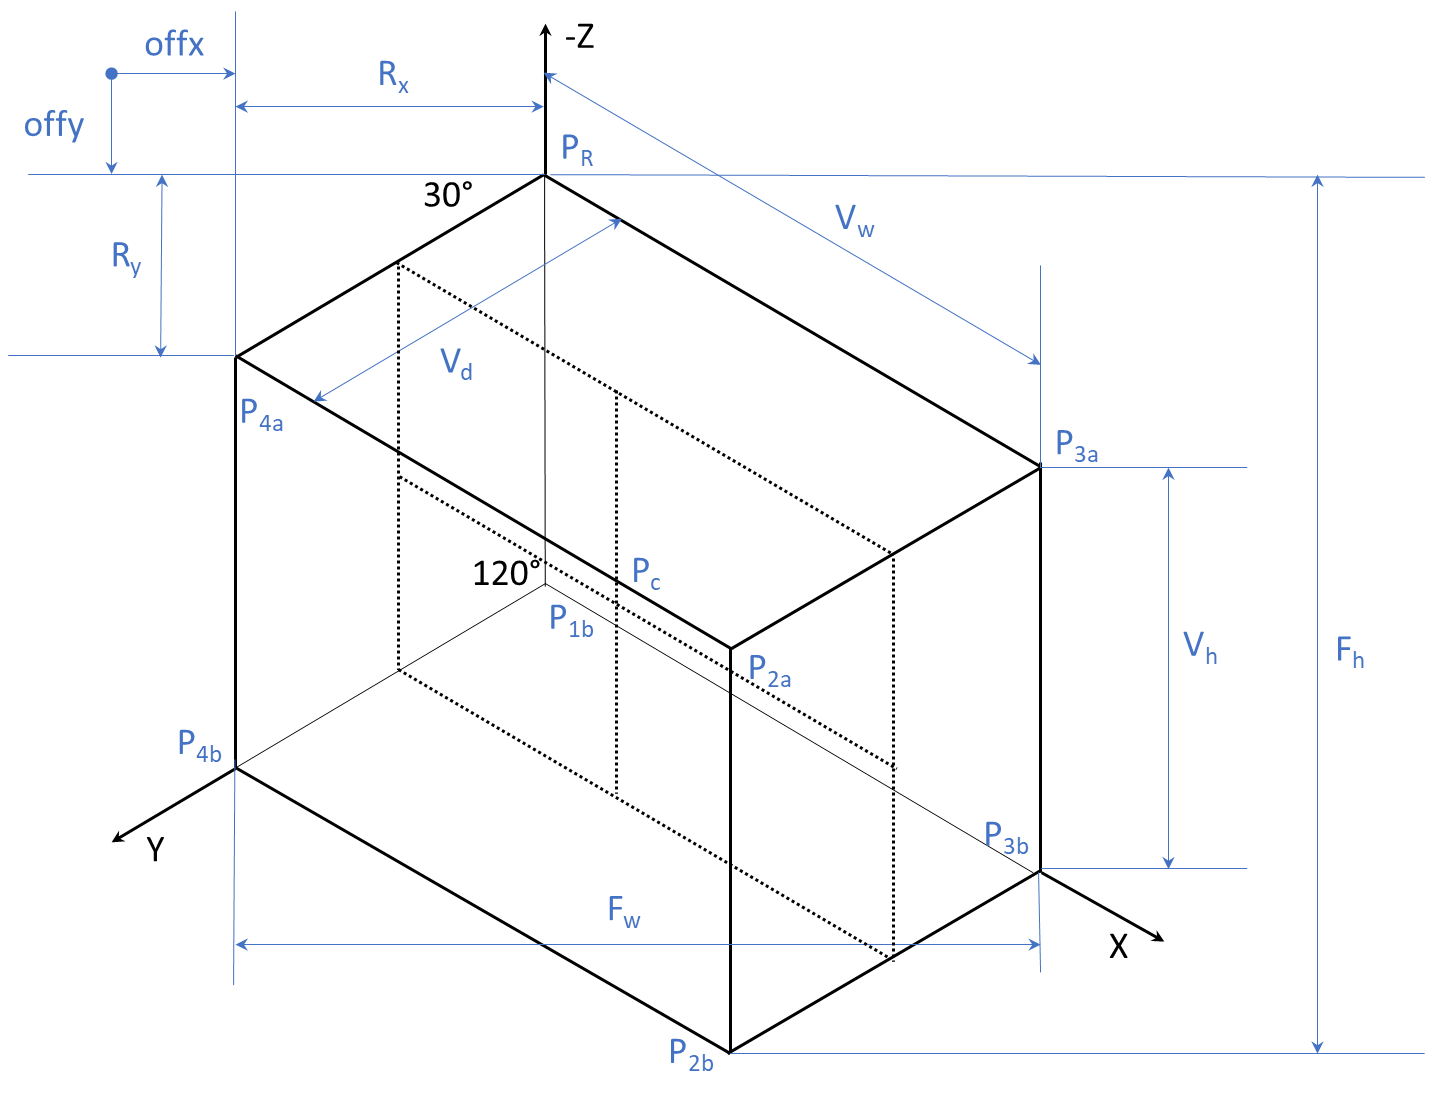 offx
-Z
Rx
offy
PR
30°
Vw
Ry
Vd
P4a
P3a
120°
Pc
P1b
Vh
Fh
P2a
P4b
P3b
Y
Fw
X
P2b